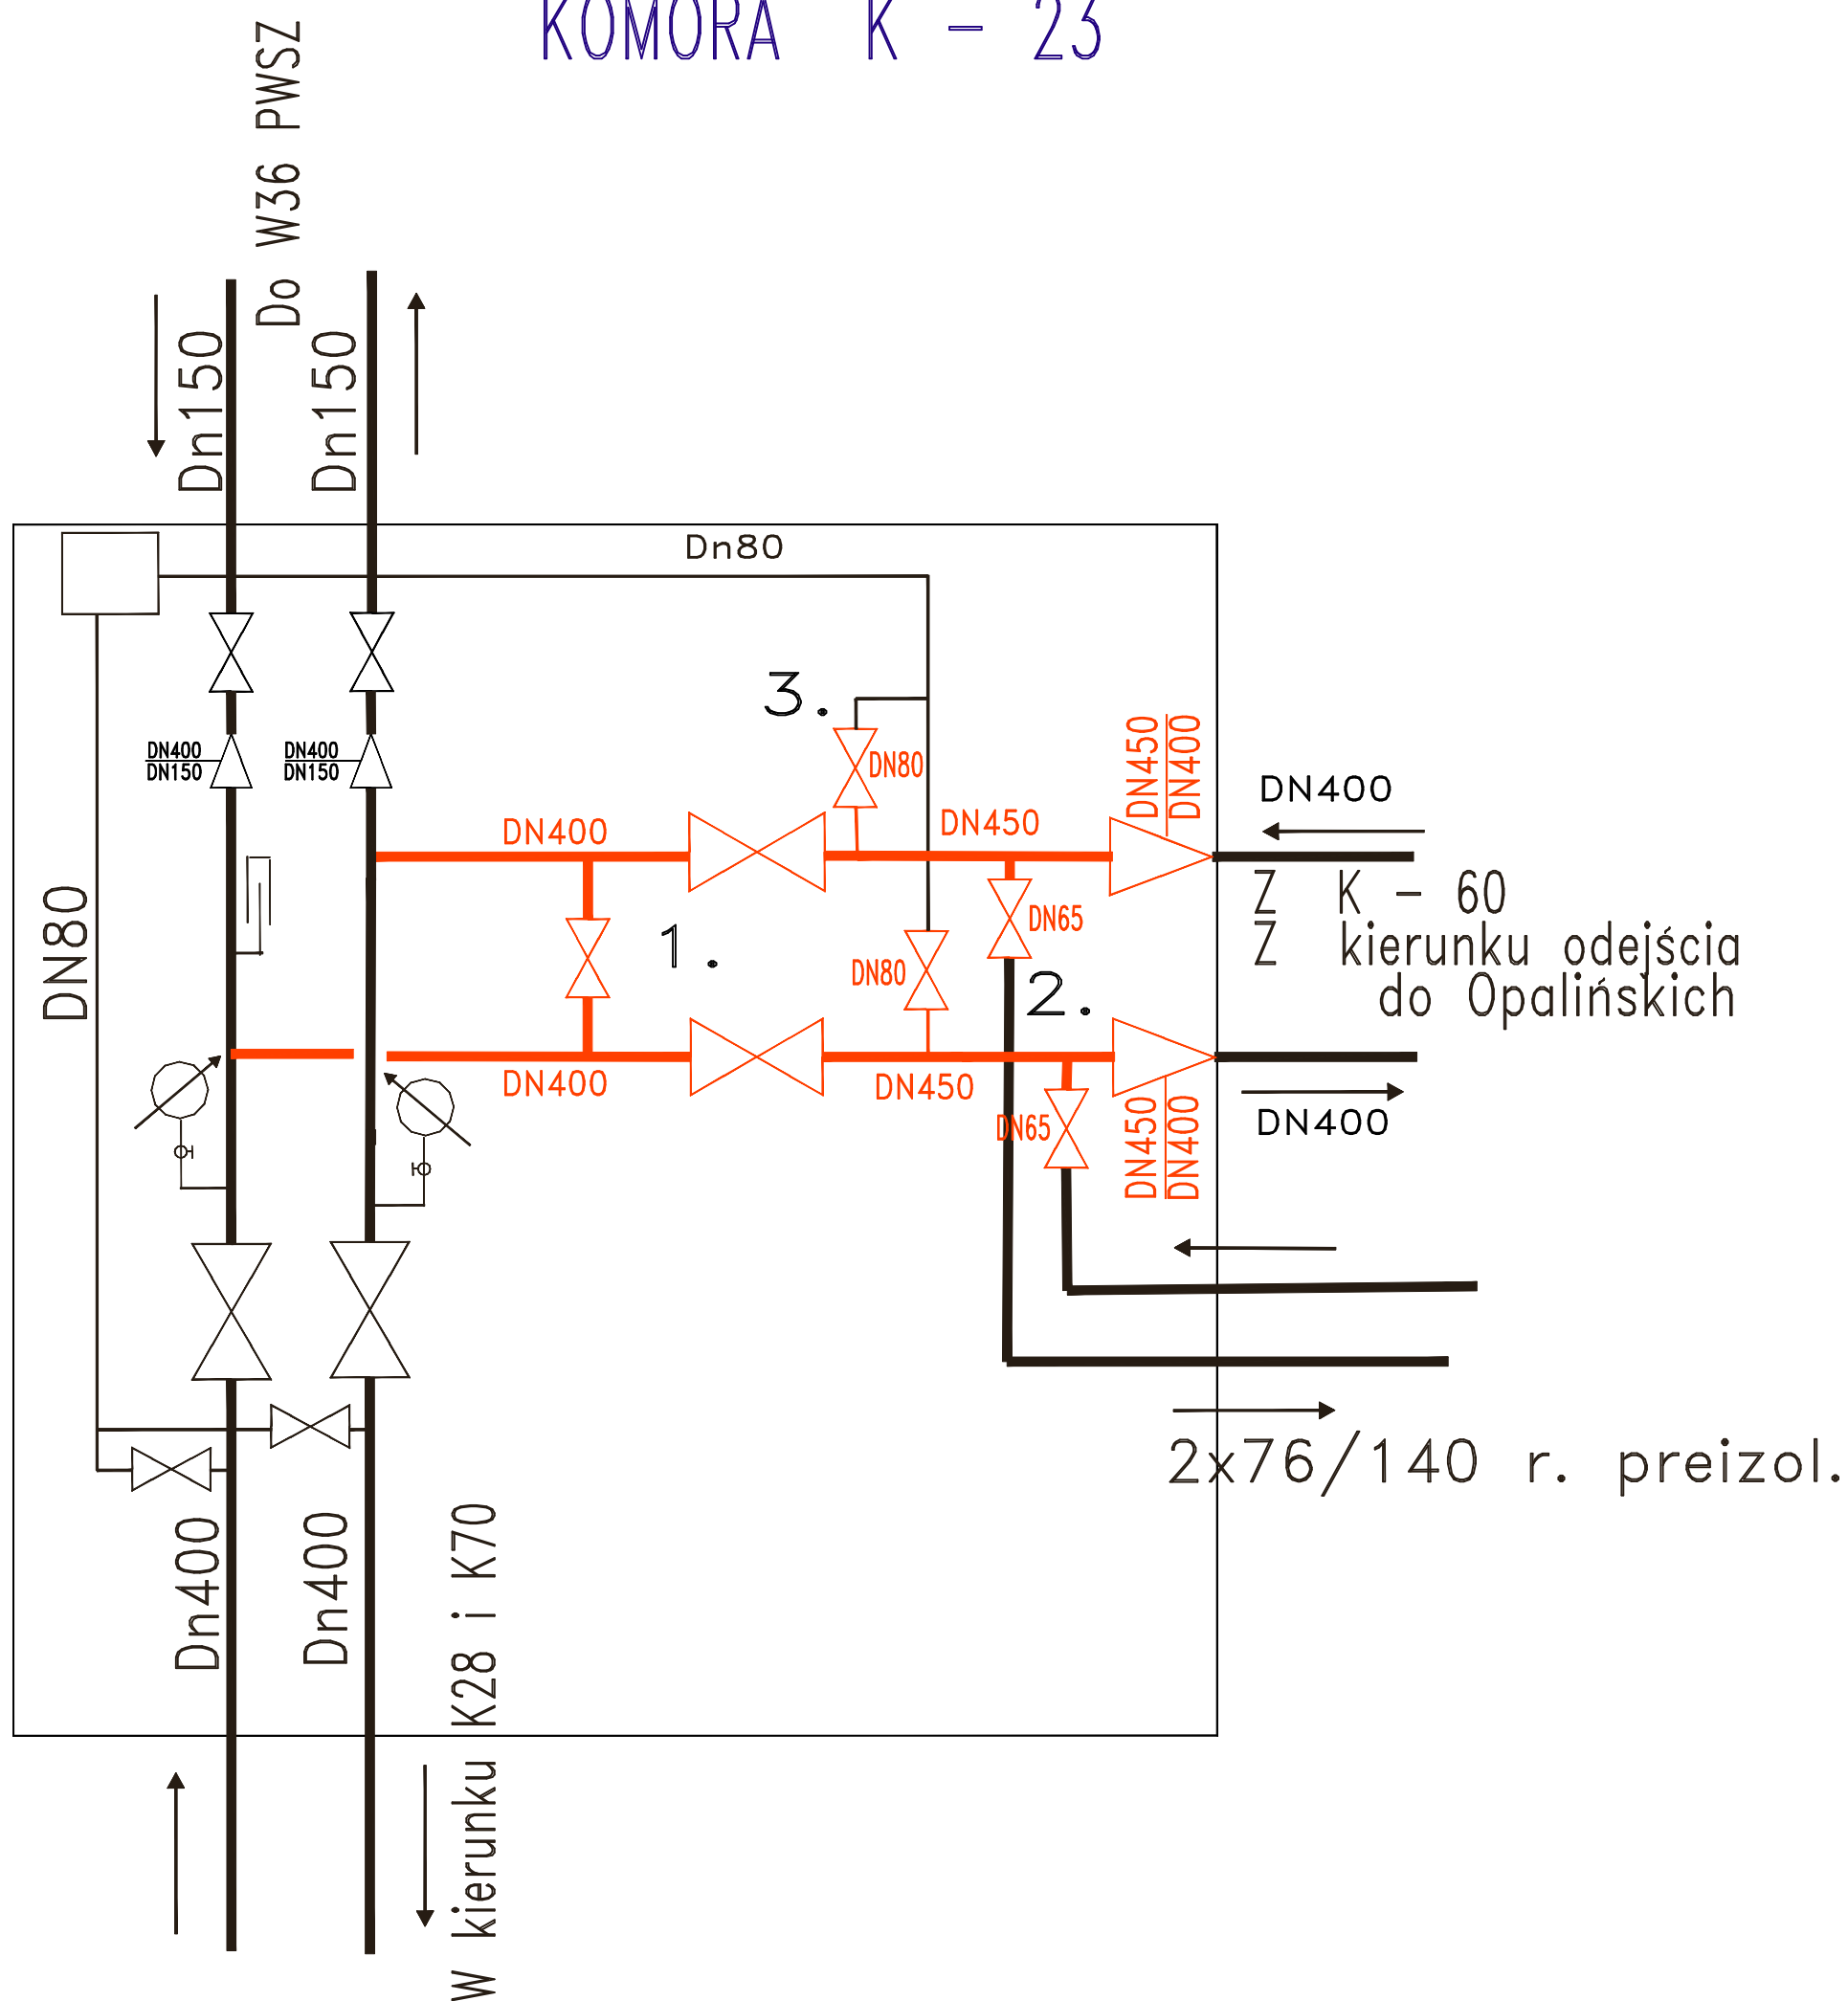 KOMORA K - 23
Do W36 PWSZ
Dn150
Dn150
Dn80
3.
DN400
DN150
DN400
DN150
DN80
DN450
DN400
DN400
DN400
DN450
DN80
Z K - 60
Z kierunku odejścia
do Opalińskich
DN65
1.
DN80
2.
DN400
DN450
DN65
DN450
DN400
DN400
2x76/140 r. preizol.
Dn400
Dn400
W kierunku K28 i K70